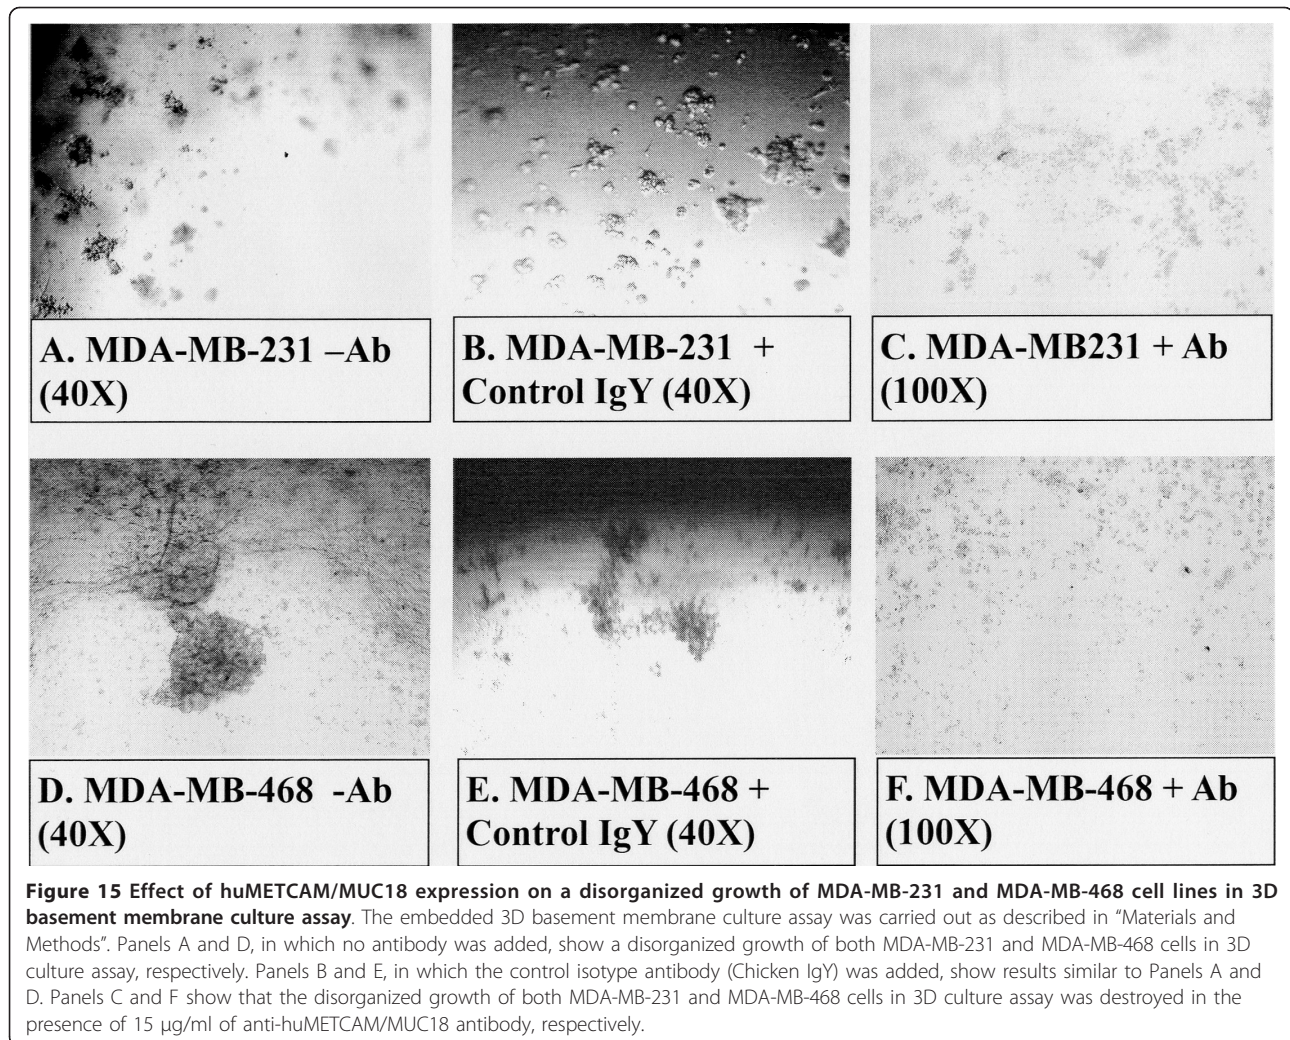 A. MDA-MB-231 –Ab
(40X)
B. MDA-MB-231 +
Control IgY (40X)
C. MDA-MB231 + Ab
(100X)
D. MDA-MB-468 -Ab
(40X)
E. MDA-MB-468 +
Control IgY (40X)
F. MDA-MB-468 + Ab
(100X)
Figure 15 Effect of huMETCAM/MUC18 expression on a disorganized growth of MDA-MB-231 and MDA-MB-468 cell lines in 3D
basement membrane culture assay. The embedded 3D basement membrane culture assay was carried out as described in “Materials and
Methods”. Panels A and D, in which no antibody was added, show a disorganized growth of both MDA-MB-231 and MDA-MB-468 cells in 3D
culture assay, respectively. Panels B and E, in which the control isotype antibody (Chicken IgY) was added, show results similar to Panels A and
D. Panels C and F show that the disorganized growth of both MDA-MB-231 and MDA-MB-468 cells in 3D culture assay was destroyed in the
presence of 15 μg/ml of anti-huMETCAM/MUC18 antibody, respectively.